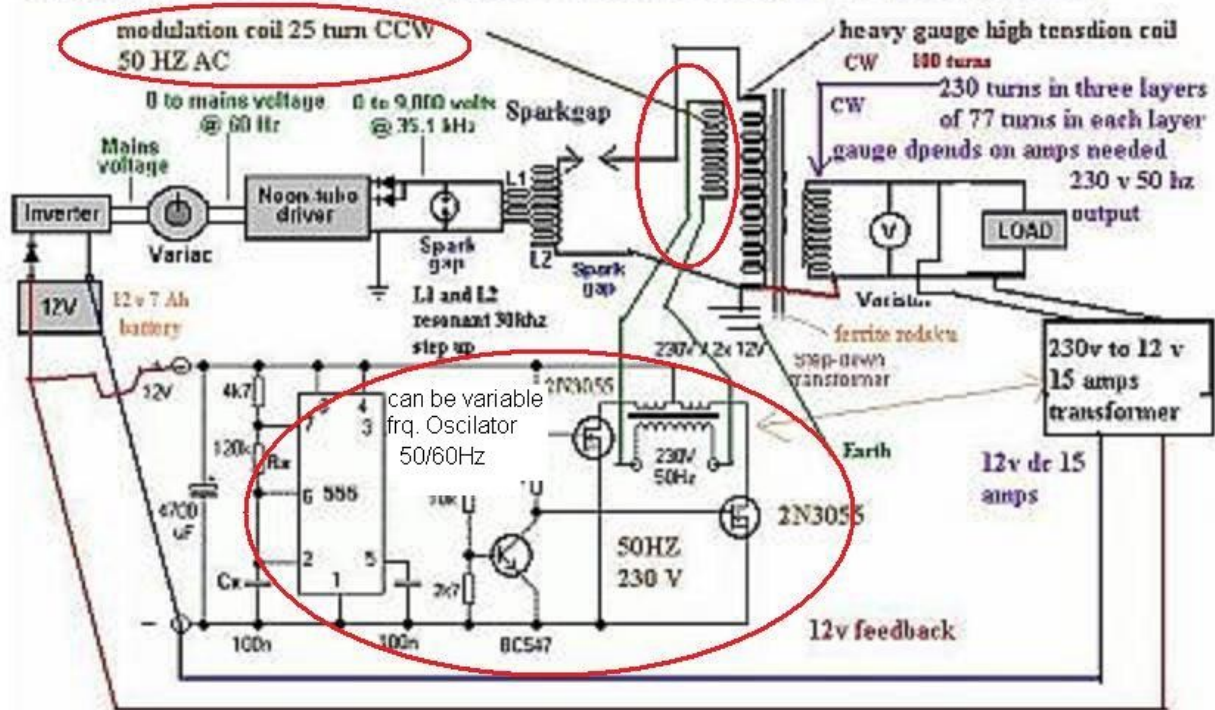 modulation coil 25 turn CCW
50 HZ AC
heavy gauge high tensdion coil
CW 100 turns
0 to mains voltage
@ 60 Hz
0 to 9,000 volts
@ 35.1 kHz
Sparkgap
CW
230 turns in three layers
of 77 turns in each layer
gauge dpends on amps needed
230 v 50 hz
output
Mains
voltage
Inverter
Variac
Neon tube
driver
Spark
gap
L1
L2
Spark
gap
V
LOAD
Varistor
12V
12 v 7 Ah
battery
L1 and L2
resonant 30khz
step up
ferrite
230V / 2x 12V
Step-down
transformer
230v to 12 v
15 amps
transformer
12V
4k7
7
4
3
can be variable
frq. Oscilator
50/60Hz
2N3055
120k
Rx
6
555
230V
50Hz
Earth
12v dc 15
amps
4700
2
5
Cx
1
10k
2k7
2N3055
50HZ
230 V
100n
100n
BC547
12v feedback